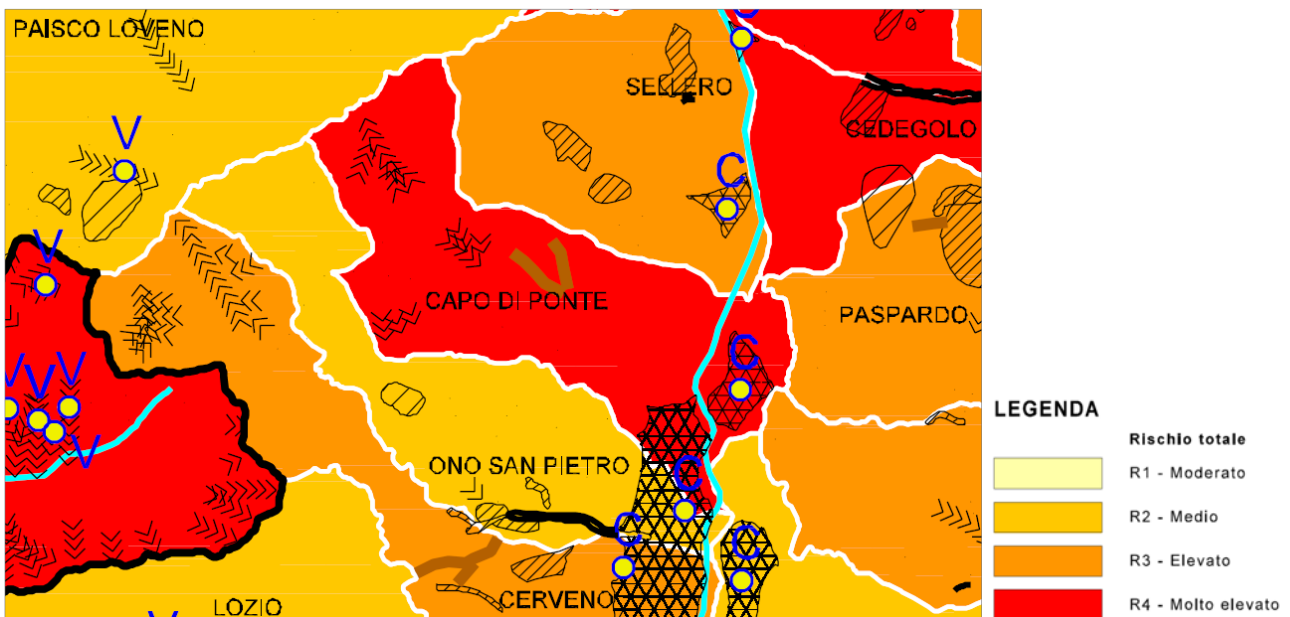 PAISCO LOVENO
C
SELLERO
V
CEDEGOLO
C
V
CAPO DI PONTE
PASPARDO
C
V
V
V
LEGENDA
Rischio totale
V
ONO SAN PIETRO
C
R1 - Moderato
R2 - Medio
C
C
R3 - Elevato
CERVENO
LOZIO
R4 - Molto elevato
V